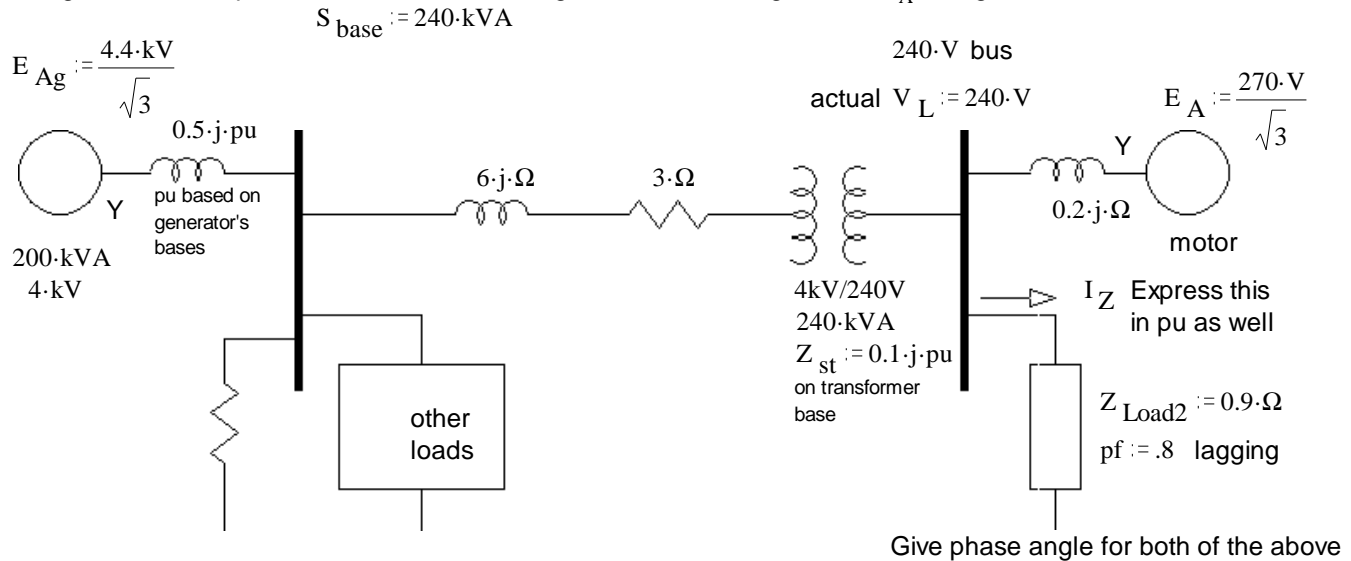 S base := 240·kVA
E Ag := 4.4·kV / √3
240·V bus
actual V L := 240·V
E A := 270·V / √3
0.5·j·pu
Y
pu based on
generator's
bases
200·kVA
4·kV
6·j·Ω
3·Ω
Y
0.2·j·Ω
motor
4kV/240V
240·kVA
Z st := 0.1·j·pu
on transformer
base
I Z Express this
in pu as well
other
loads
Z Load2 := 0.9·Ω
pf := .8 lagging
Give phase angle for both of the above